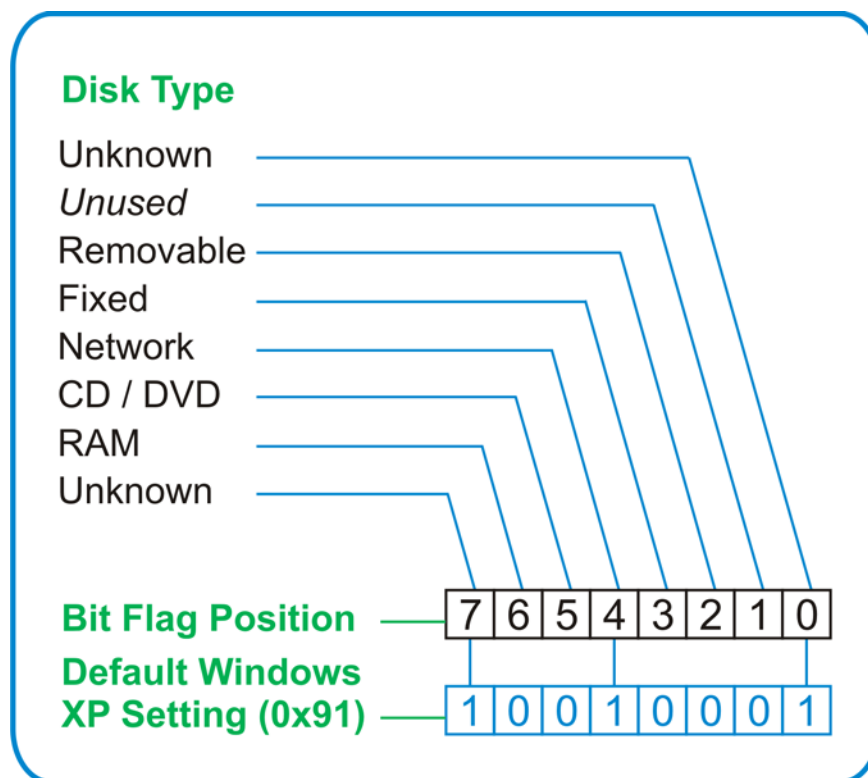 Disk Type
Unknown
Unused
Removable
Fixed
Network
CD / DVD
RAM
Unknown
Bit Flag Position 7 6 5 4 3 2 1 0
Default Windows
XP Setting (0x91) 1 0 0 1 0 0 0 1